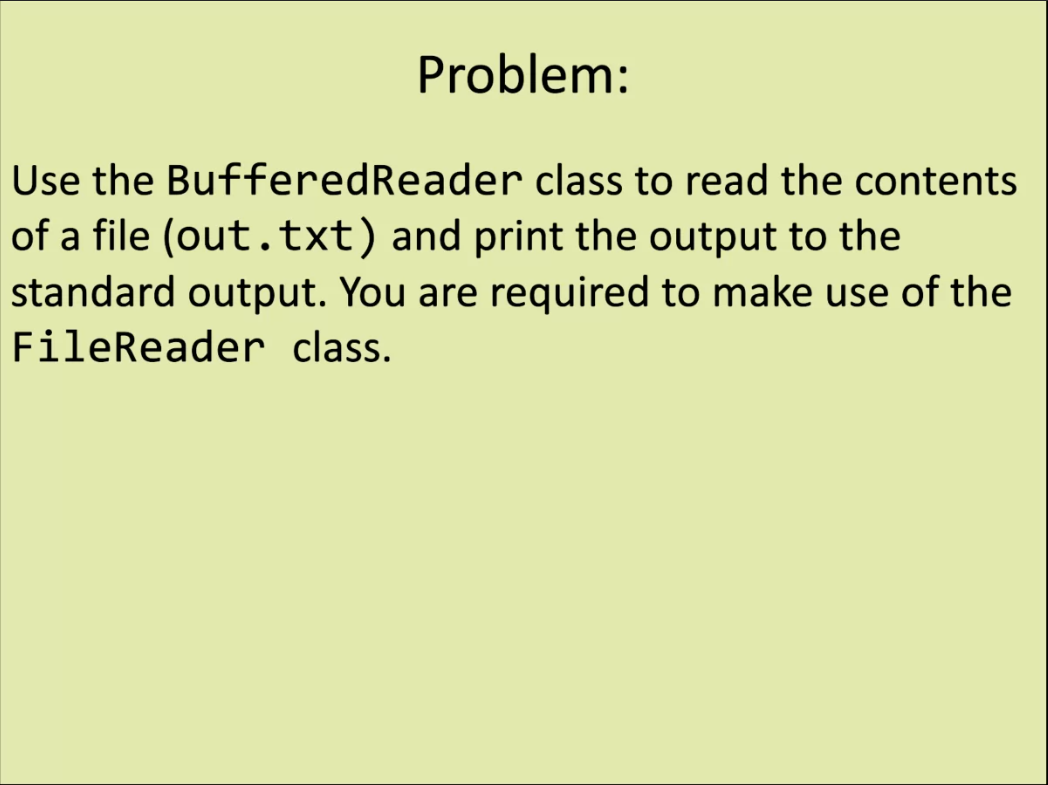 Problem:
Use the BufferedReader class to read the contents
of a file (out.txt) and print the output to the
standard output. You are required to make use of the
FileReader class.